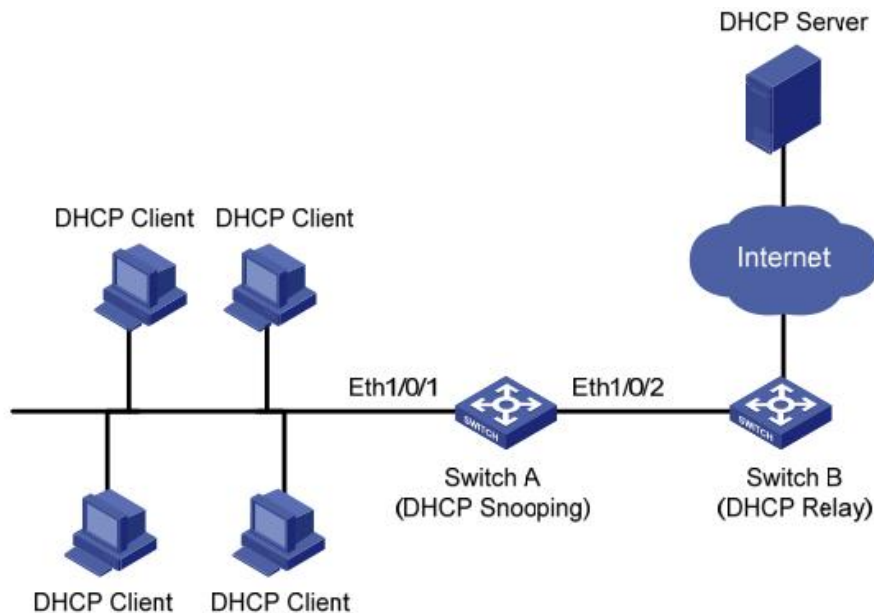 DHCP Server
DHCP Client
DHCP Client
Internet
Eth1/0/1
Eth1/0/2
SWITCH
SWITCH
Switch A
(DHCP Snooping)
Switch B
(DHCP Relay)
DHCP Client
DHCP Client